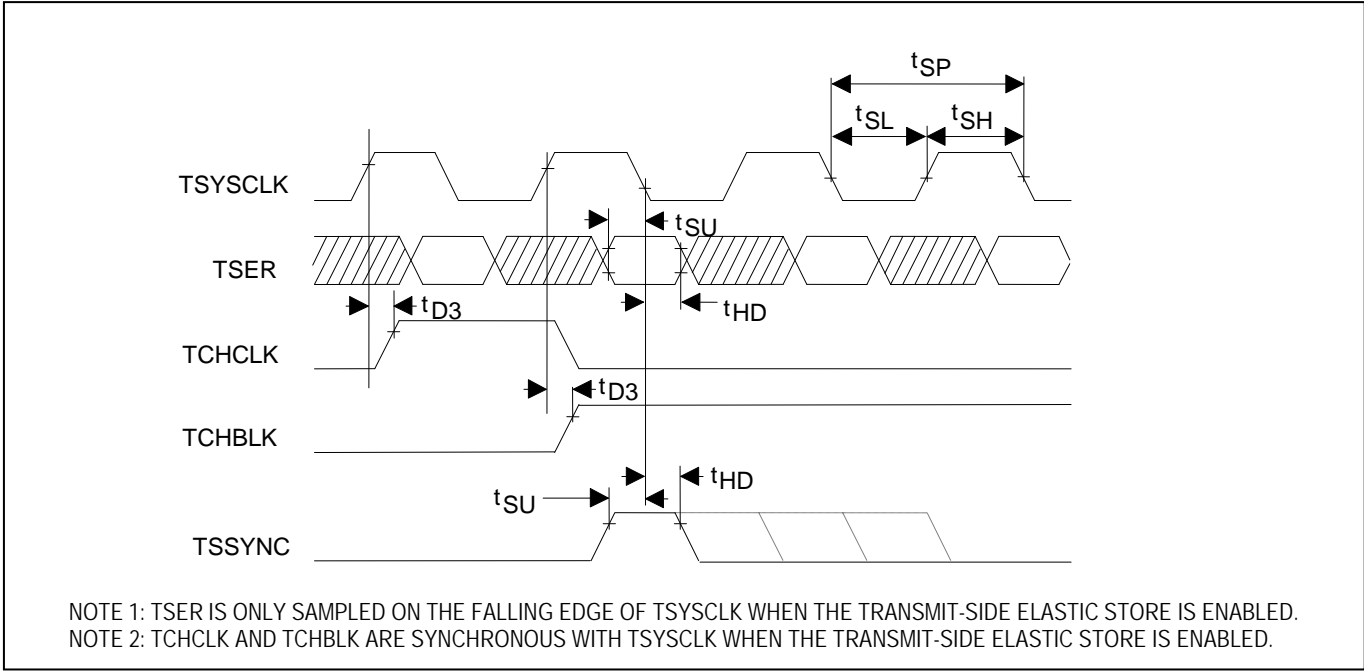 tSP
tSL tSH
TSYSCLK
tSU
TSER
tD3 tHD
TCHCLK
tD3
TCHBLK
tHD
tSU
TSSYNC
NOTE 1: TSER IS ONLY SAMPLED ON THE FALLING EDGE OF TSYSCLK WHEN THE TRANSMIT-SIDE ELASTIC STORE IS ENABLED.
NOTE 2: TCHCLK AND TCHBLK ARE SYNCHRONOUS WITH TSYSCLK WHEN THE TRANSMIT-SIDE ELASTIC STORE IS ENABLED.